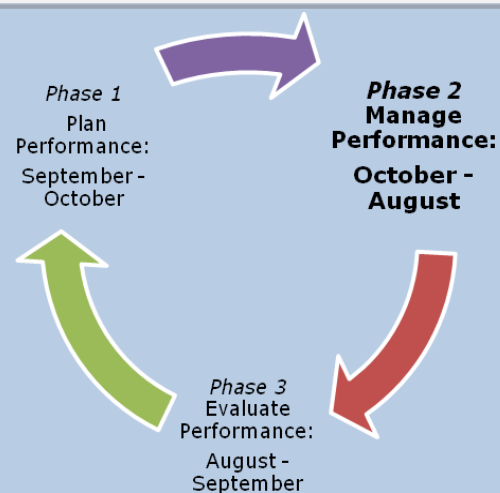 Phase 1
Plan
Performance:
September -
October
Phase 2
Manage
Performance:
October -
August
Phase 3
Evaluate
Performance:
August -
September